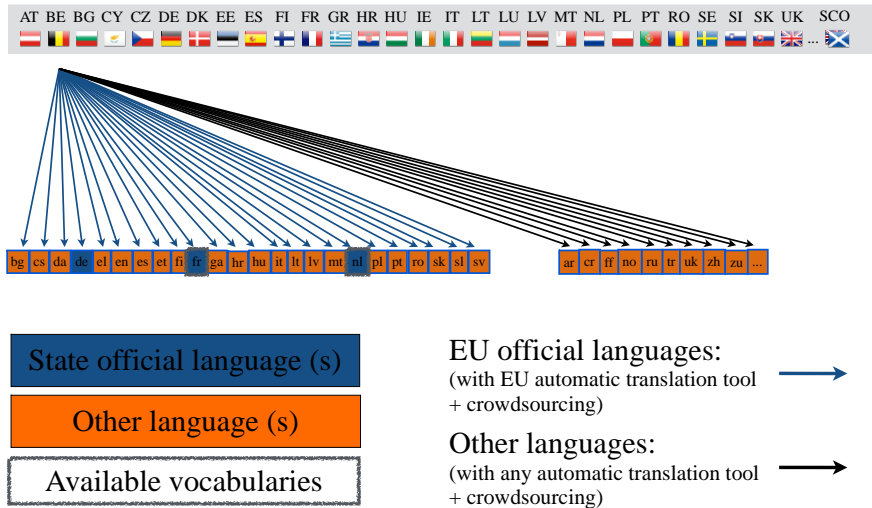 AT BE BG CY CZ DE DK EE ES FI FR GR HR HU IE IT LT LU LV MT NL PL PT RO SE SI SK UK ... SCO
bg cs da de el en es et fi fr ga hr hu it lt lv mt nl pl pt ro sk sl sv ar cr ff no ru tr uk zh zu ...
State official language (s)
Other language (s)
Available vocabularies
EU official languages:
(with EU automatic translation tool
+ crowdsourcing)
Other languages:
(with any automatic translation tool
+ crowdsourcing)